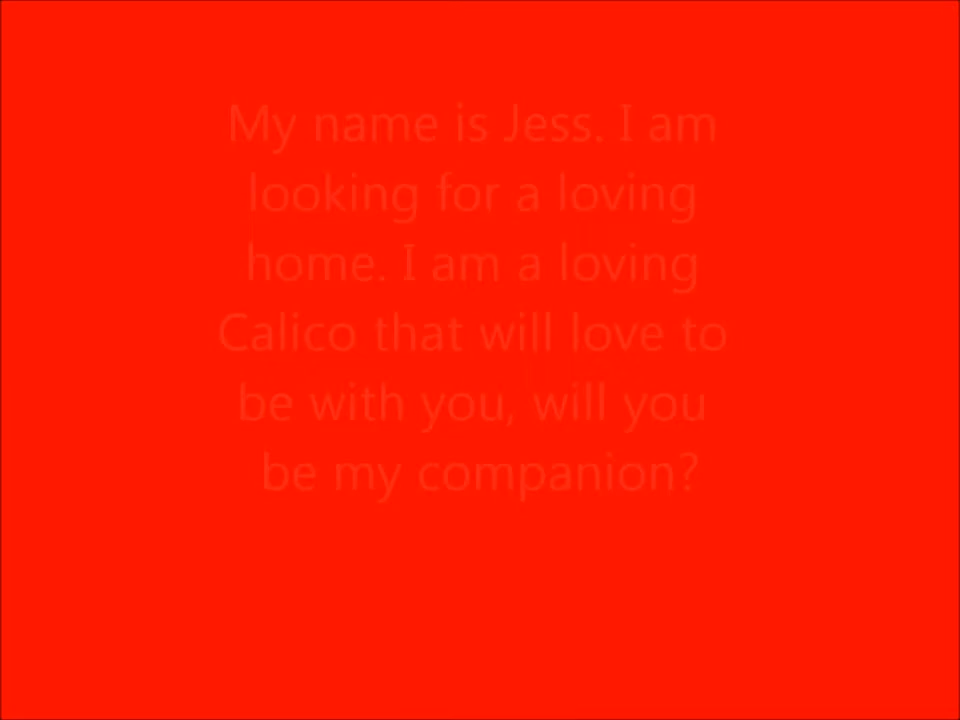 My name is Jess. I am
looking for a loving
home. I am a loving
Calico that will love to
be with you, will you
be my companion?